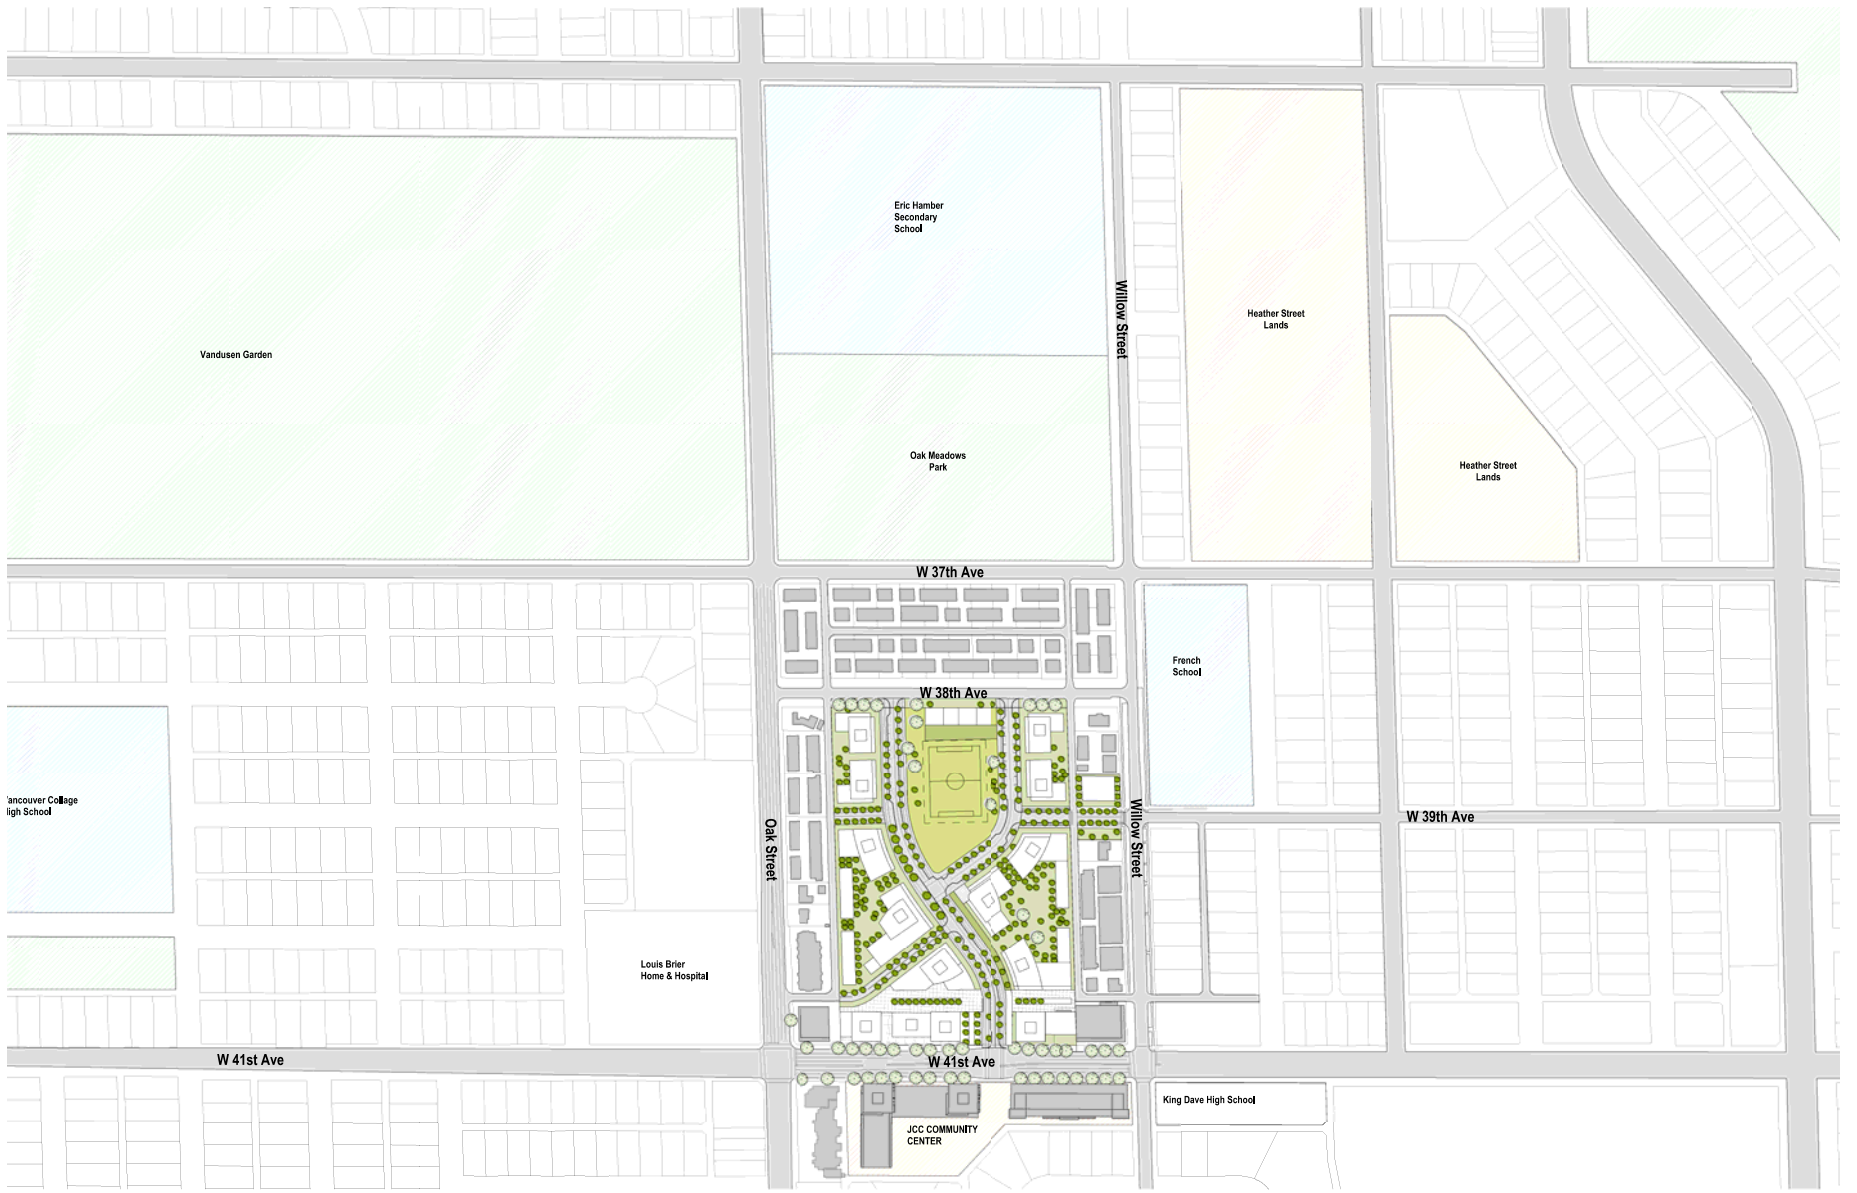 Eric Hamber
Secondary
School
Willow Street
Heather Street
Lands
Vandusen Garden
Oak Meadows
Park
Heather Street
Lands
W 37th Ave
French
School
W 38th Ave
ancouver Collage
igh School
Oak Street
Willow Street
W 39th Ave
Louis Brier
Home & Hospital
W 41st Ave
W 41st Ave
King Dave High School
JCC COMMUNITY
CENTER